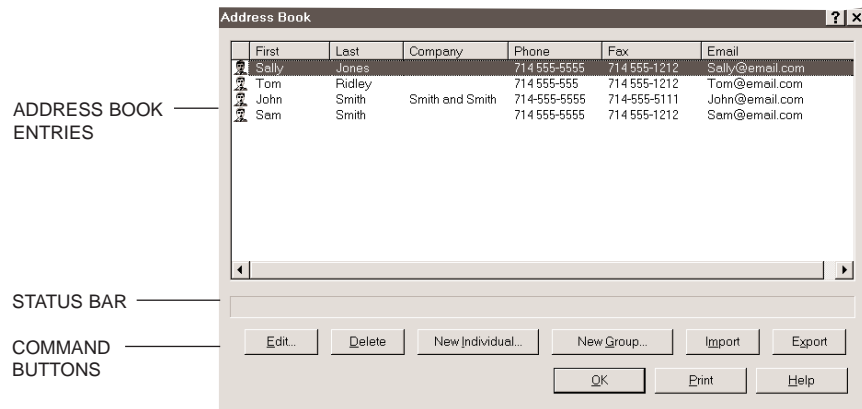 Address Book
? x
First Last Company Phone Fax Email
Sally Jones 714 555-5555 714 555-1212 Sally@email.com
Tom Ridley 714 555-555 714 555-1212 Tom@email.com
John Smith Smith and Smith 714-555-5555 714-555-5111 John@email.com
Sam Smith 714 555-5555 714 555-1212 Sam@email.com
ADDRESS BOOK
ENTRIES
STATUS BAR
COMMAND
BUTTONS
Edit... Delete New Individual... New Group... Import Export
OK Print Help